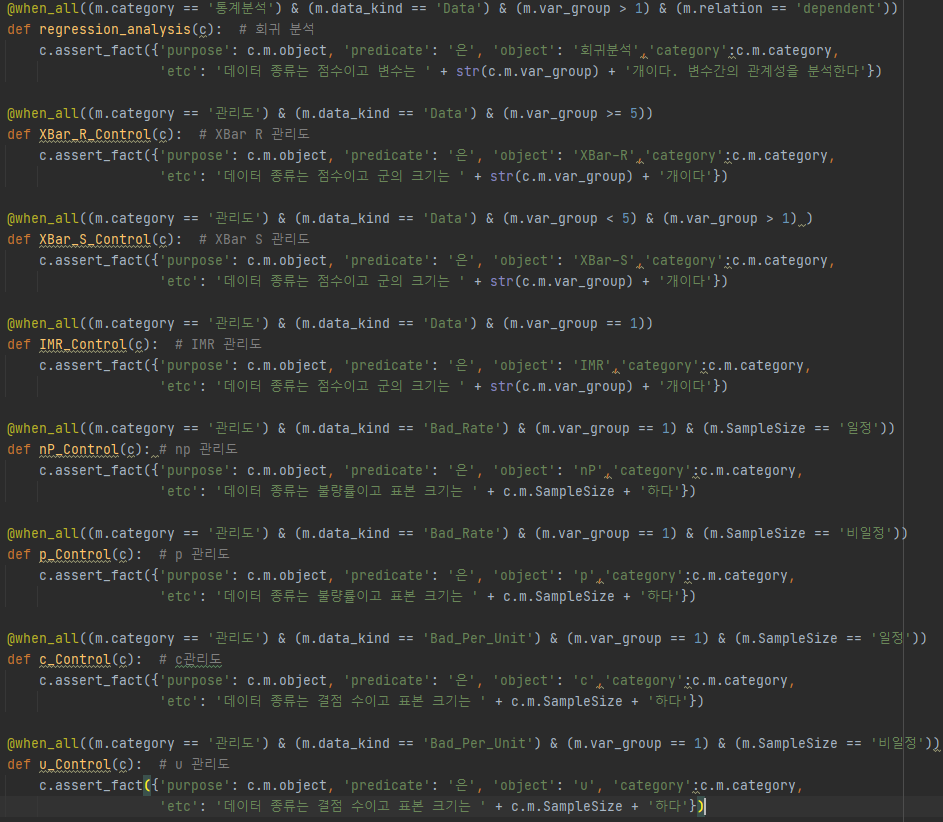 @when_all((m.category == '통계분석') & (m.data_kind == 'Data') & (m.var_group > 1) & (m.relation == 'dependent'))
def regression_analysis(c):  # 회귀 분석
    c.assert_fact({'purpose': c.m.object, 'predicate': '은', 'object': '회귀분석','category':c.m.category,
                   'etc': '데이터 종류는 점수이고 변수는 ' + str(c.m.var_group) + '개이다. 변수간의 관계성을 분석한다'})
@when_all((m.category == '관리도') & (m.data_kind == 'Data') & (m.var_group >= 5))
def XBar_R_Control(c):  # XBar R 관리도
    c.assert_fact({'purpose': c.m.object, 'predicate': '은', 'object': 'XBar-R','category':c.m.category,
                   'etc': '데이터 종류는 점수이고 군의 크기는 ' + str(c.m.var_group) + '개이다'})
@when_all((m.category == '관리도') & (m.data_kind == 'Data') & (m.var_group < 5) & (m.var_group > 1) )
def XBar_S_Control(c):  # XBar S 관리도
    c.assert_fact({'purpose': c.m.object, 'predicate': '은', 'object': 'XBar-S','category':c.m.category,
                   'etc': '데이터 종류는 점수이고 군의 크기는 ' + str(c.m.var_group) + '개이다'})
@when_all((m.category == '관리도') & (m.data_kind == 'Data') & (m.var_group == 1))
def IMR_Control(c):  # IMR 관리도
    c.assert_fact({'purpose': c.m.object, 'predicate': '은', 'object': 'IMR','category':c.m.category,
                   'etc': '데이터 종류는 점수이고 군의 크기는 ' + str(c.m.var_group) + '개이다'})
@when_all((m.category == '관리도') & (m.data_kind == 'Bad_Rate') & (m.var_group == 1) & (m.SampleSize == '일정'))
def nP_Control(c): # np 관리도
    c.assert_fact({'purpose': c.m.object, 'predicate': '은', 'object': 'nP','category':c.m.category,
                   'etc': '데이터 종류는 불량률이고 표본 크기는 ' + c.m.SampleSize + '하다'})
@when_all((m.category == '관리도') & (m.data_kind == 'Bad_Rate') & (m.var_group == 1) & (m.SampleSize == '비일정'))
def p_Control(c):  # p 관리도
    c.assert_fact({'purpose': c.m.object, 'predicate': '은', 'object': 'p','category':c.m.category,
                   'etc': '데이터 종류는 불량률이고 표본 크기는 ' + c.m.SampleSize + '하다'})
@when_all((m.category == '관리도') & (m.data_kind == 'Bad_Per_Unit') & (m.var_group == 1) & (m.SampleSize == '일정'))
def c_Control(c):  # c관리도
    c.assert_fact({'purpose': c.m.object, 'predicate': '은', 'object': 'c','category':c.m.category,
                   'etc': '데이터 종류는 결점 수이고 표본 크기는 ' + c.m.SampleSize + '하다'})
@when_all((m.category == '관리도') & (m.data_kind == 'Bad_Per_Unit') & (m.var_group == 1) & (m.SampleSize == '비일정'))
def u_Control(c):  # u 관리도
    c.assert_fact({'purpose': c.m.object, 'predicate': '은', 'object': 'u', 'category':c.m.category,
                   'etc': '데이터 종류는 결점 수이고 표본 크기는 ' + c.m.SampleSize + '하다'})